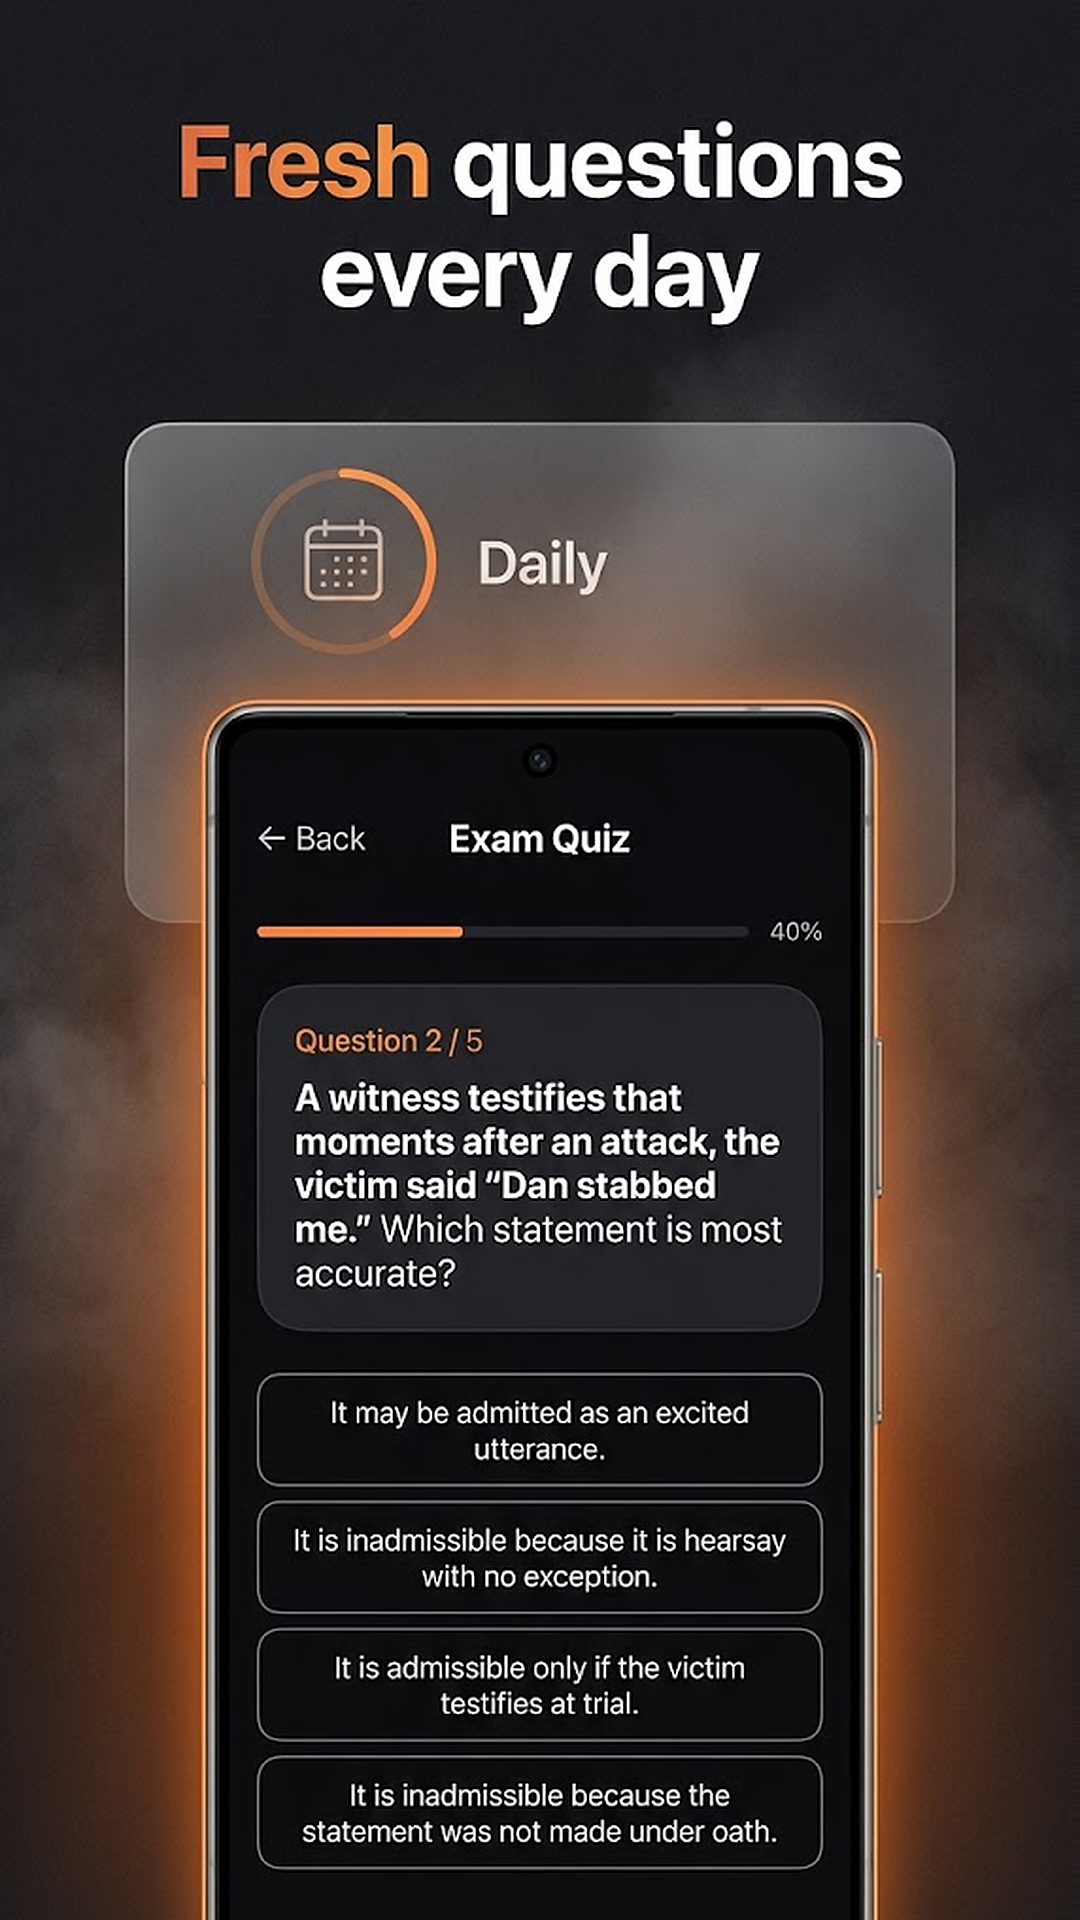 Fresh questions
every day
Daily
← Back
Exam Quiz
40%
Question 2 / 5
A witness testifies that
moments after an attack, the
victim said “Dan stabbed
me.” Which statement is most
accurate?
It may be admitted as an excited
utterance.
It is inadmissible because it is hearsay
with no exception.
It is admissible only if the victim
testifies at trial.
It is inadmissible because the
statement was not made under oath.